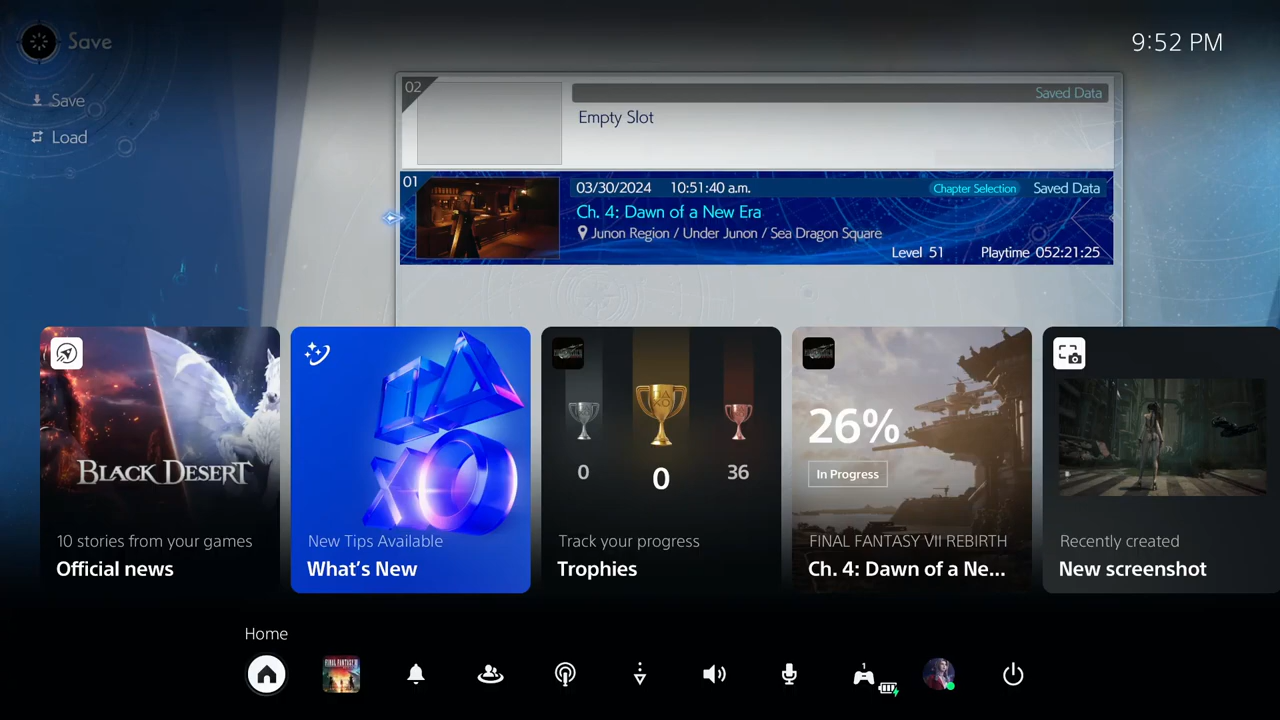 Save
9:52 PM
Save
Load
02
Saved Data
Empty Slot
01
03/30/2024 10:51:40 a.m. Chapter Selection Saved Data
Ch. 4: Dawn of a New Era
Junon Region / Under Junon / Sea Dragon Square
Level 51 Playtime 052:21:25
BLACK DESERT
10 stories from your games
Official news
New Tips Available
What's New
0
0
36
Track your progress
Trophies
26%
In Progress
FINAL FANTASY VII REBIRTH
Ch. 4: Dawn of a Ne...
Recently created
New screenshot
Home
FINAL FANTASY VII
1